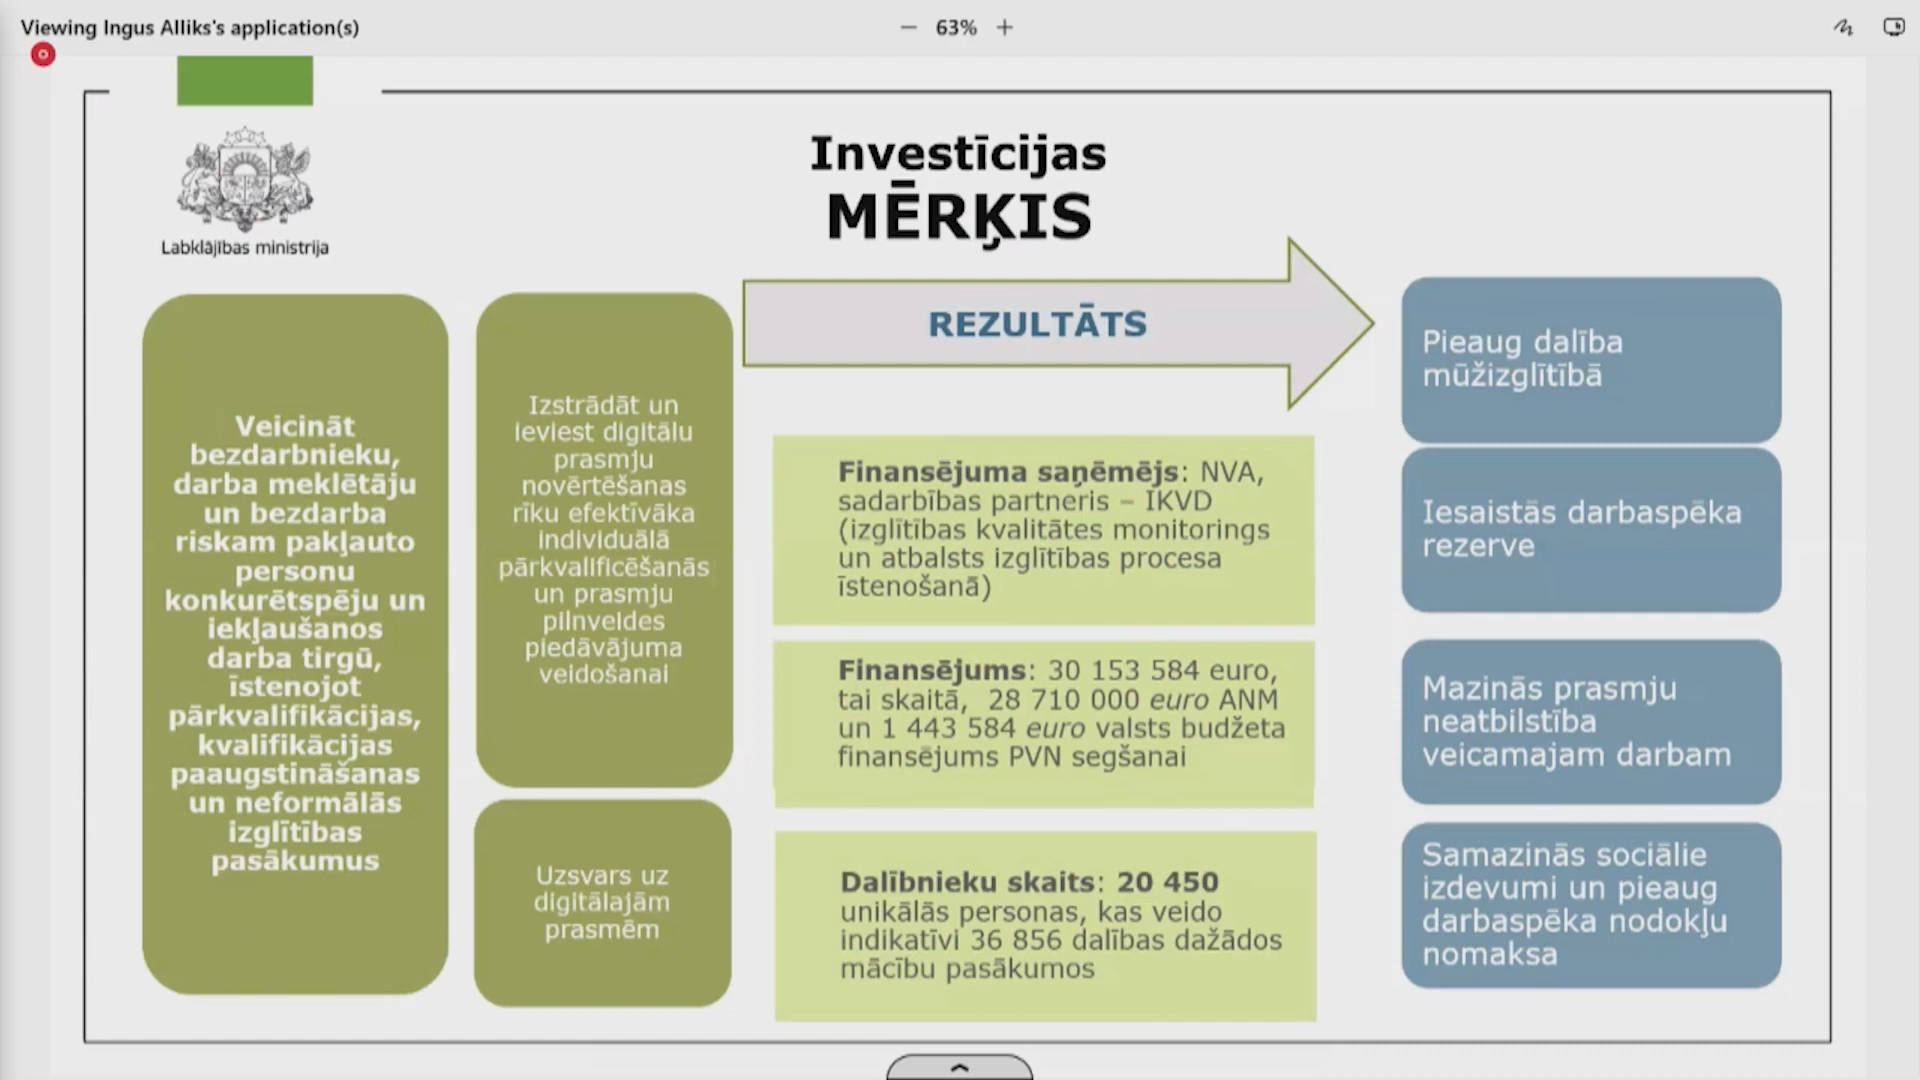 Viewing Ingus Alliks's application(s)
63%
Labklājības ministrija
Investīcijas
MĒRĶIS
Veicināt
bezdarbnieku,
darba meklētāju
un bezdarba
riskam pakļauto
personu
konkurētspēju un
iekļaušanos
darba tirgū,
īstenojot
pārkvalifikācijas,
kvalifikācijas
paaugstināšanas
un neformālās
izglītības
pasākumus
Izstrādāt un
ieviest digitālu
prasmju
novērtēšanas
rīku efektīvāka
individuālā
pārkvalificēšanās
un prasmju
pilnveides
piedāvājuma
veidošanai
Uzsvars uz
digitālajām
prasmēm
REZULTĀTS
Finansējuma saņēmējs: NVA,
sadarbības partneris – IKVD
(izglītības kvalitātes monitorings
un atbalsts izglītības procesa
īstenošanā)
Finansējums: 30 153 584 euro,
tai skaitā, 28 710 000 euro ANM
un 1 443 584 euro valsts budžeta
finansējums PVN segšanai
Dalībnieku skaits: 20 450
unikālās personas, kas veido
indikatīvi 36 856 dalības dažādos
mācību pasākumos
Pieaug dalība
mūžizglītībā
Iesaistās darbaspēka
rezerve
Mazinās prasmju
neatbilstība
veicamajam darbam
Samazinās sociālie
izdevumi un pieaug
darbaspēka nodokļu
nomaksa